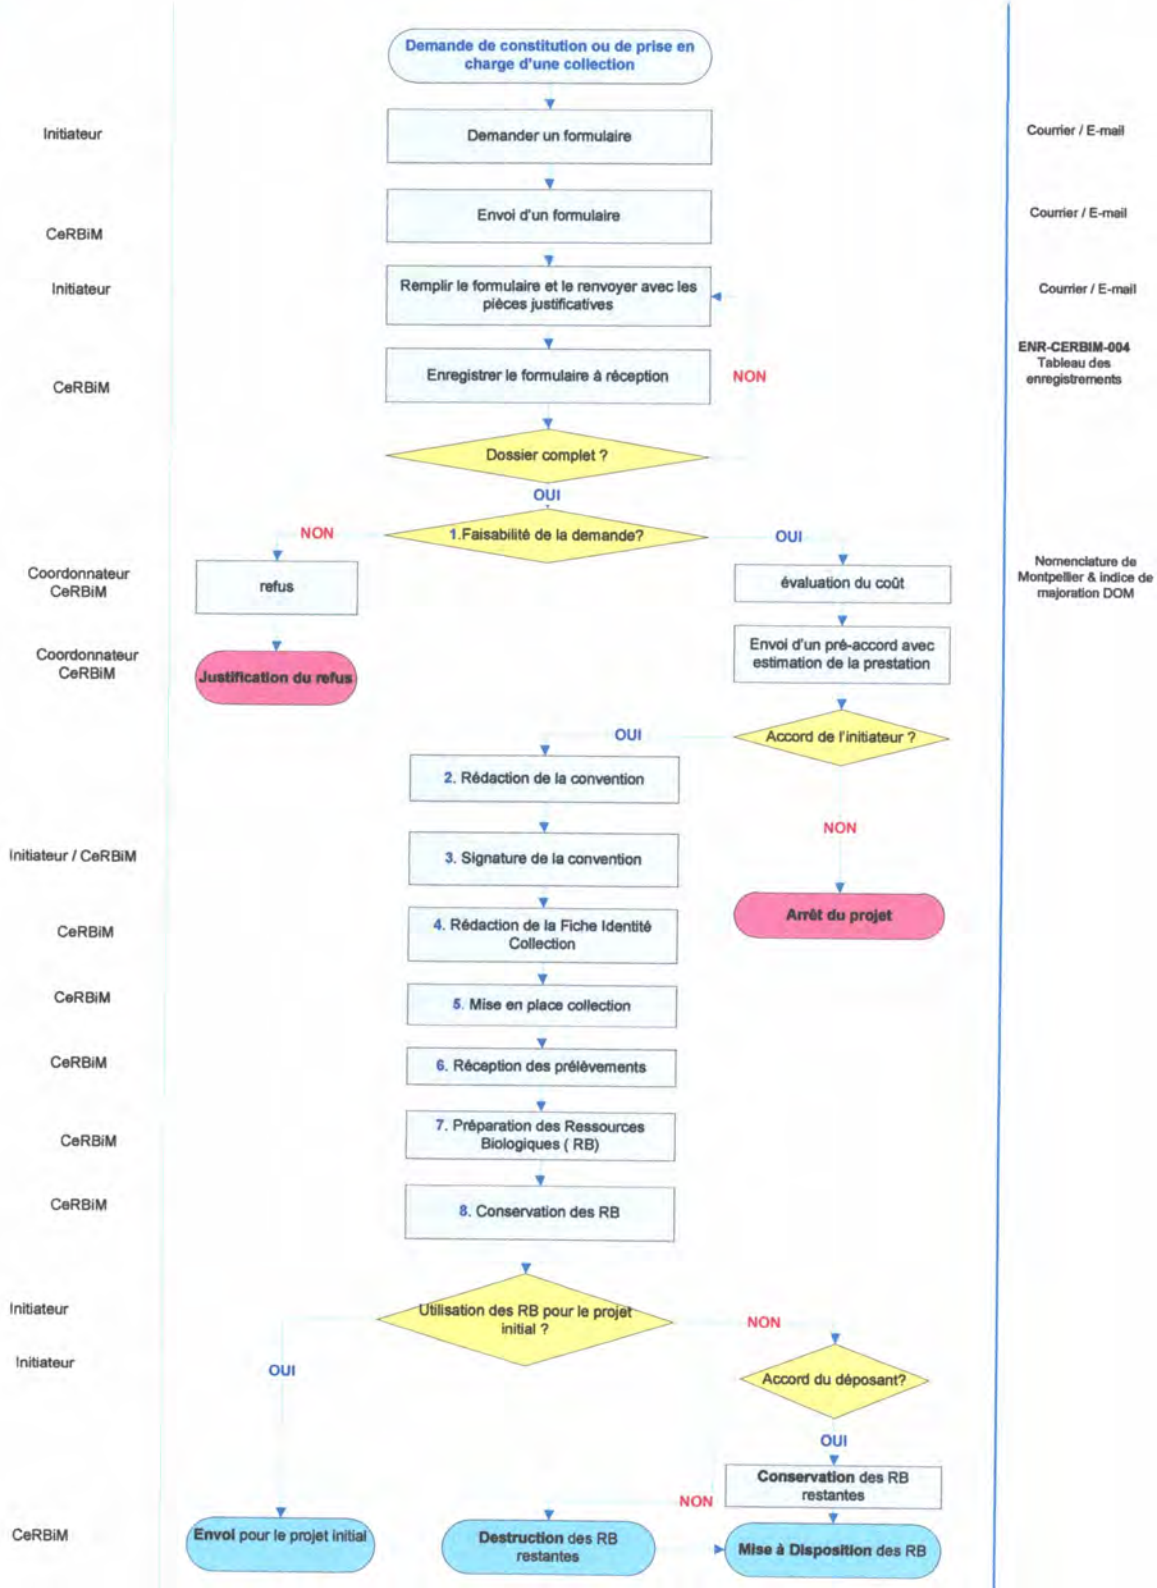 Demande de constitution ou de prise en
charge d'une collection
Initiateur
Demander un formulaire
Courrier / E-mail
Envoi d'un formulaire
Courrier / E-mail
CeRBiM
Initiateur
Remplir le formulaire et le renvoyer avec les
pièces justificatives
Courrier / E-mail
CeRBiM
Enregistrer le formulaire à réception
NON
ENR-CERBIM-004
Tableau des
enregistrements
Dossier complet ?
OUI
NON
1.Faisabilité de la demande?
OUI
Coordonnateur
CeRBiM
refus
évaluation du coût
Nomenclature de
Montpellier & indice de
majoration DOM
Coordonnateur
CeRBiM
Justification du refus
Envoi d'un pré-accord avec
estimation de la prestation
OUI
Accord de l'initiateur ?
2. Rédaction de la convention
NON
Initiateur / CeRBiM
3. Signature de la convention
Arrêt du projet
CeRBiM
4. Rédaction de la Fiche Identité
Collection
CeRBiM
5. Mise en place collection
CeRBiM
6. Réception des prélèvements
CeRBiM
7. Préparation des Ressources
Biologiques ( RB)
CeRBiM
8. Conservation des RB
Initiateur
Utilisation des RB pour le projet
initial ?
NON
Initiateur
OUI
Accord du déposant?
OUI
Conservation des RB
restantes
NON
CeRBiM
Envoi pour le projet initial
Destruction des RB
restantes
Mise à Disposition des RB